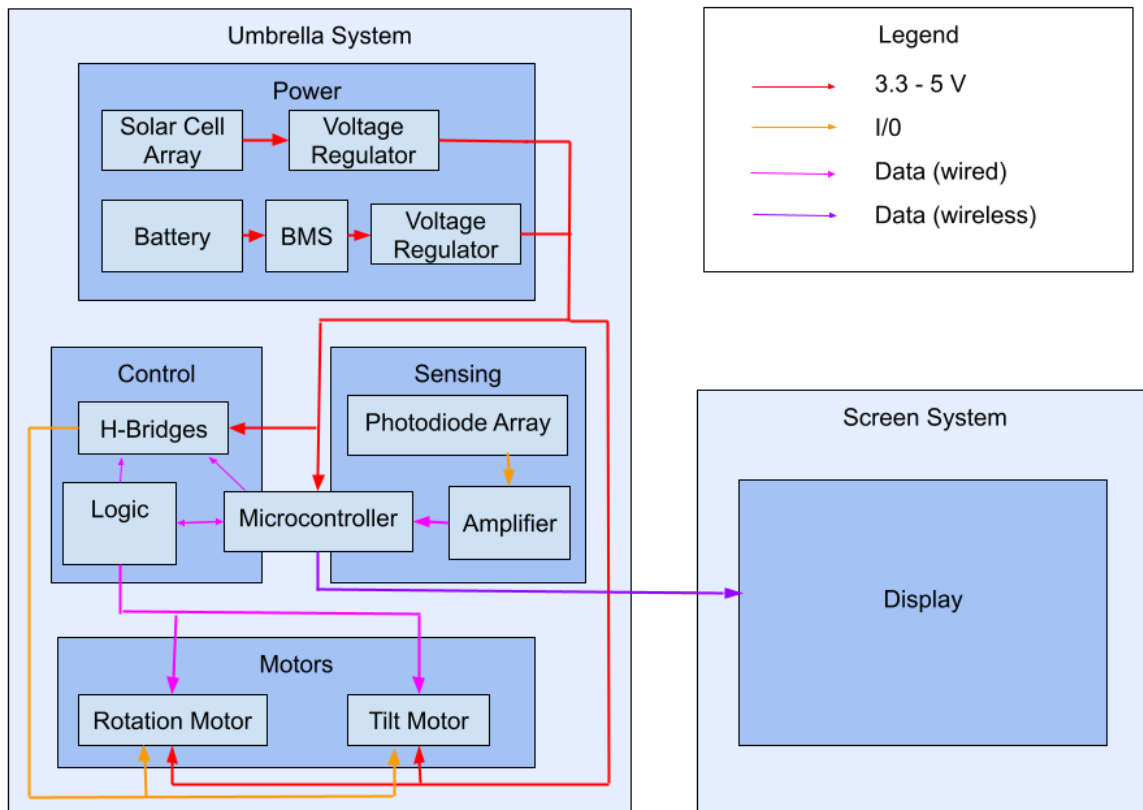 Umbrella System
Power
Solar Cell
Array
Voltage
Regulator
Battery
BMS
Voltage
Regulator
Control
H-Bridges
Logic
Microcontroller
Sensing
Photodiode Array
Amplifier
Motors
Rotation Motor
Tilt Motor
Legend
3.3 - 5 V
I/0
Data (wired)
Data (wireless)
Screen System
Display